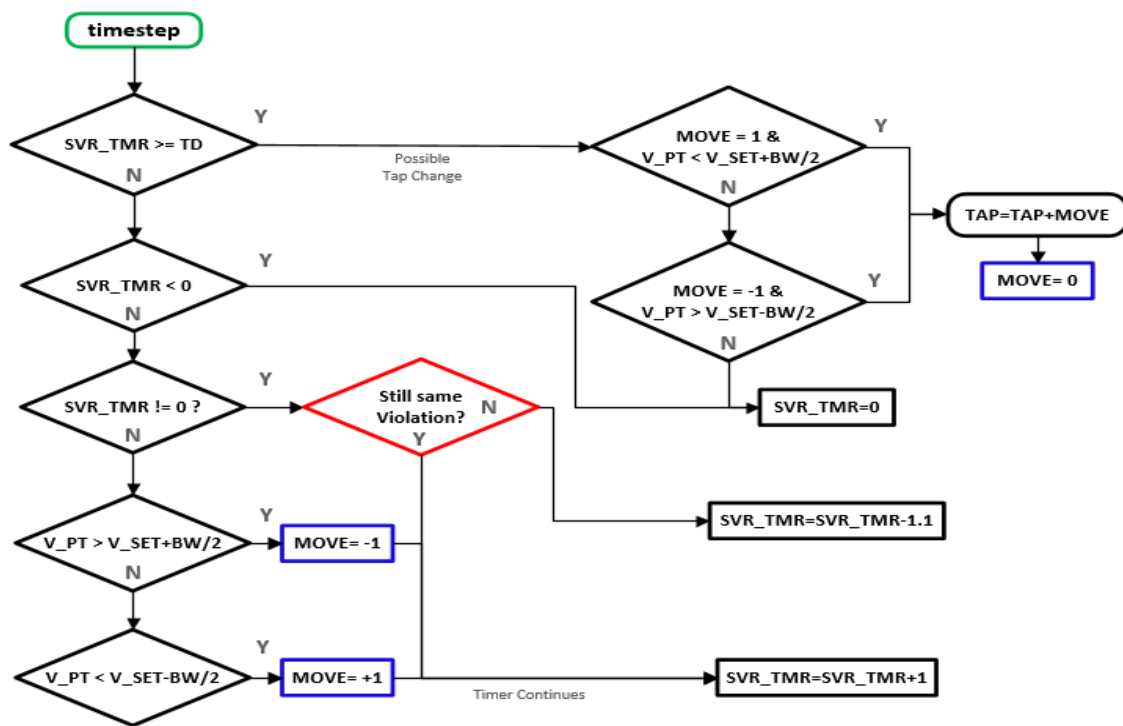 timestep
SVR_TMR >= TD
Y
N
Possible
Tap Change
MOVE = 1 &
V_PT < V_SET+BW/2
Y
N
TAP=TAP+MOVE
MOVE= 0
SVR_TMR < 0
Y
N
MOVE = -1 &
V_PT > V_SET-BW/2
Y
N
SVR_TMR != 0 ?
Y
N
Still same
Violation?
N
Y
SVR_TMR=0
SVR_TMR=SVR_TMR-1.1
V_PT > V_SET+BW/2
Y
N
MOVE= -1
V_PT < V_SET-BW/2
Y
MOVE= +1
Timer Continues
SVR_TMR=SVR_TMR+1